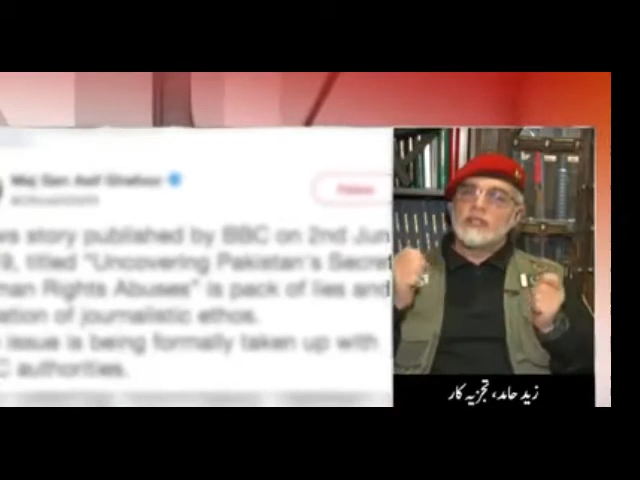 Maj Gen Asif Ghafoor
Follow
ws story published by BBC on 2nd Jun
9, titled "Uncovering Pakistan's Secret
man Rights Abuses" is pack of lies and
ation of journalistic ethos.
issue is being formally taken up with
C authorities.
زید حامد، تجزیہ کار